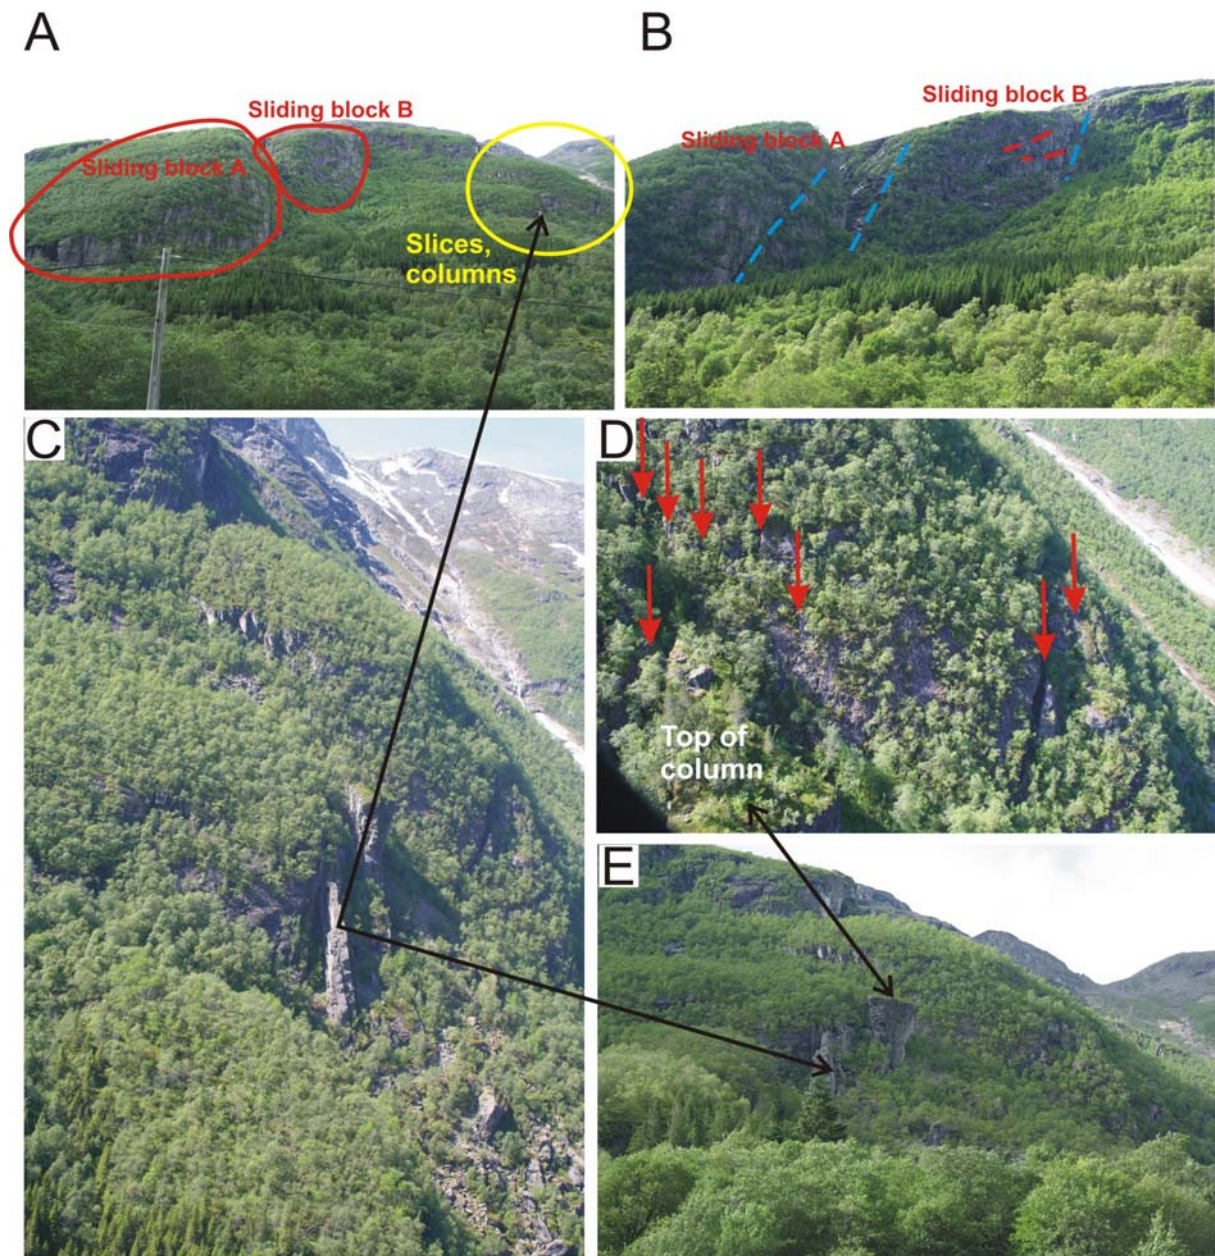 A
B
Sliding block B
Sliding block A
Slices,
columns
Sliding block B
Sliding block A
C
D
Top of
column
E